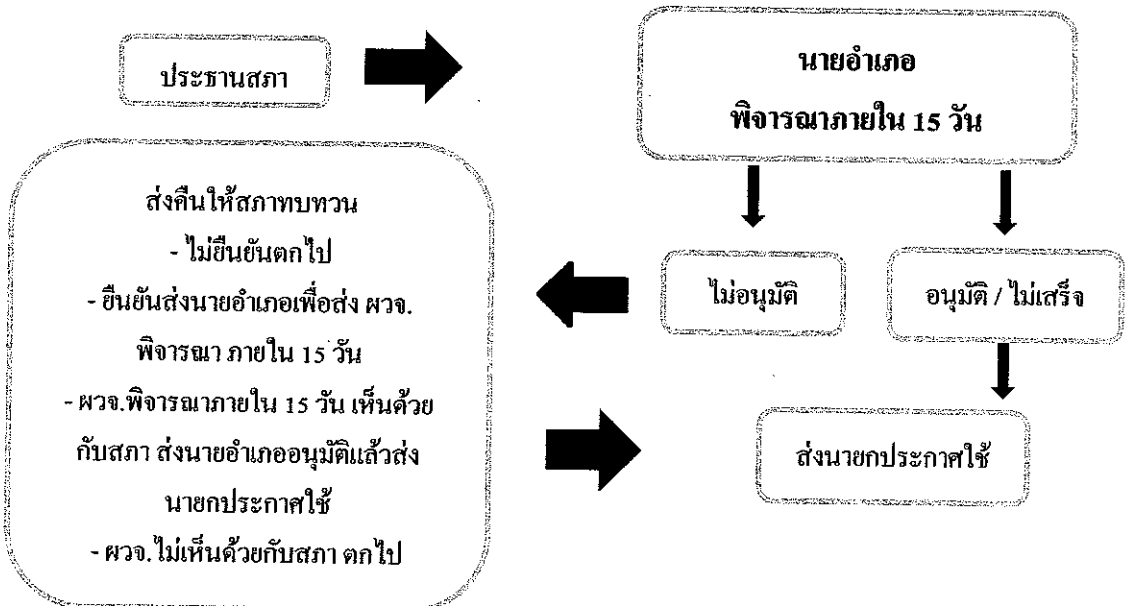 ประธานสภา
นายอำเภอ
พิจารณาภายใน 15 วัน
ไม่อนุมัติ
อนุมัติ / ไม่เสร็จ
ส่งคืนให้สภาทบทวน
- ไม่ยืนยันตกไป
- ยืนยันส่งนายอำเภอเพื่อส่ง ผวจ.
พิจารณา ภายใน 15 วัน
- ผวจ.พิจารณาภายใน 15 วัน เห็นด้วย
กับสภา ส่งนายอำเภออนุมัติแล้วส่ง
นายกประกาศใช้
- ผวจ.ไม่เห็นด้วยกับสภา ตกไป
ส่งนายกประกาศใช้